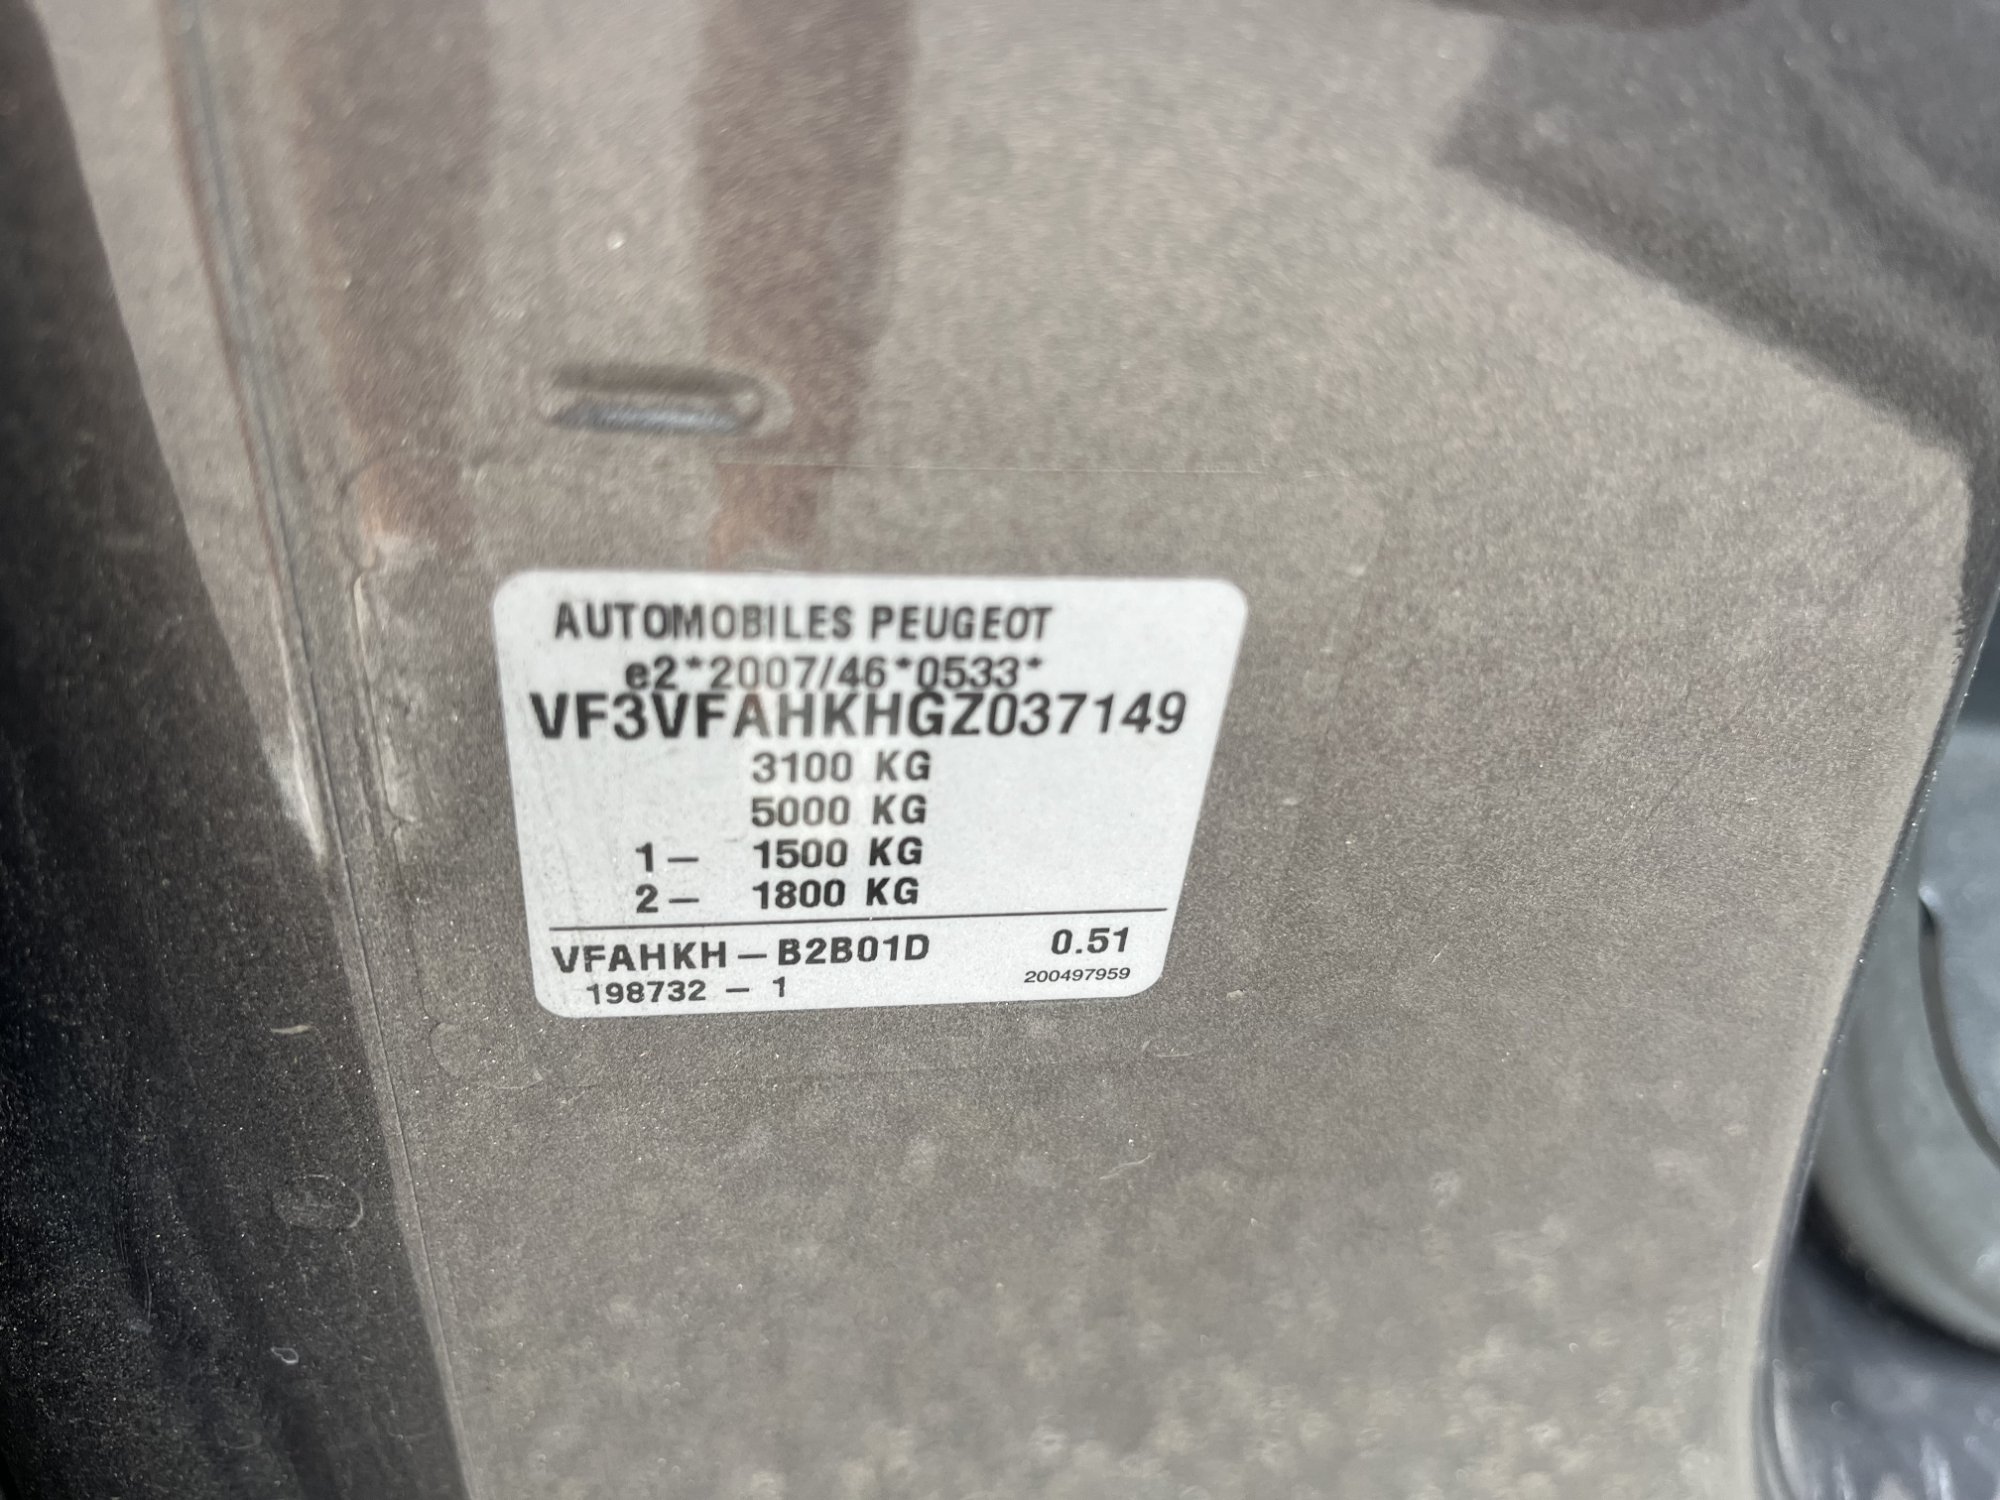 AUTOMOBILES PEUGEOT
e2*2007/46*0533*
VF3VFAHKHGZ037149
3100 KG
5000 KG
1– 1500 KG
2– 1800 KG
VFAHKH–B2B01D 0.51
198732 – 1 200497959